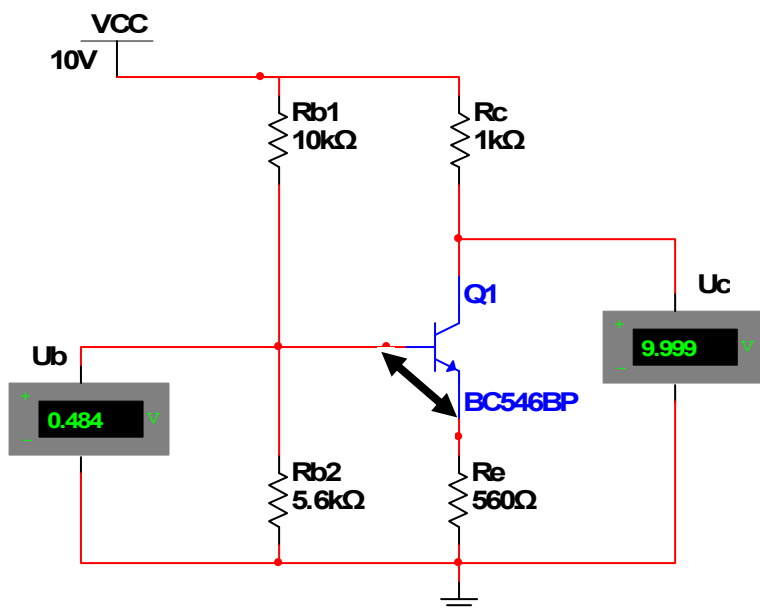 VCC
10V
Rb1
10kΩ
Rc
1kΩ
Q1
Uc
+
9.999 V
−
Ub
+
0.484 V
−
BC546BP
Rb2
5.6kΩ
Re
560Ω